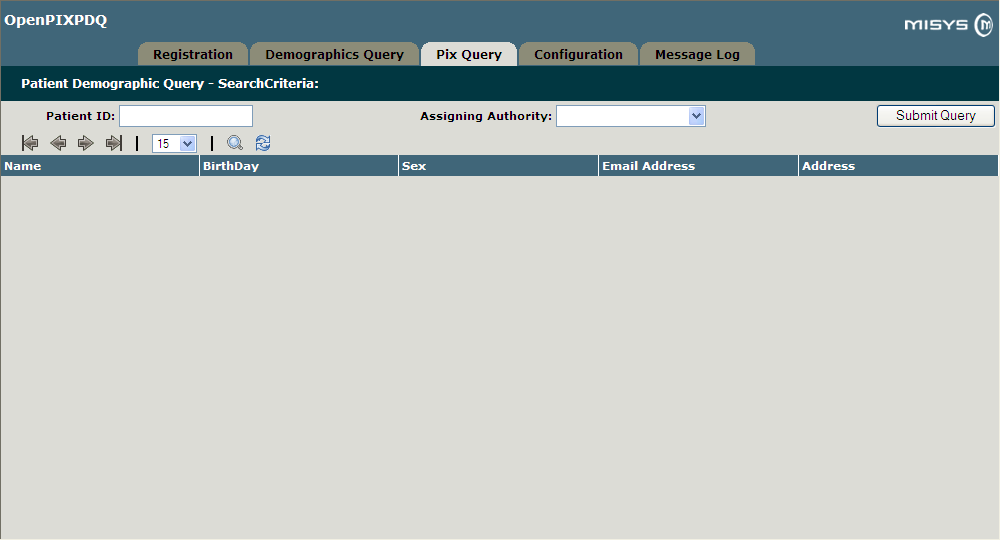 OpenPIXPDQ
MISYS
Registration Demographics Query Pix Query Configuration Message Log
Patient Demographic Query - SearchCriteria:
Patient ID: Assigning Authority: Submit Query
15
Name BirthDay Sex Email Address Address